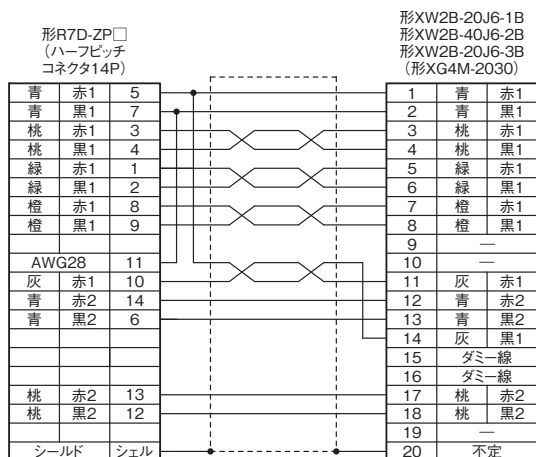 形R7D-ZP□
（ハーフピッチ
コネクタ14P）
形XW2B-20J6-1B
形XW2B-40J6-2B
形XW2B-20J6-3B
（形XG4M-2030）
青 赤1 5
青 黒1 7
桃 赤1 3
桃 黒1 4
緑 赤1 1
緑 黒1 2
橙 赤1 8
橙 黒1 9
AWG28 11
灰 赤1 10
青 赤2 14
青 黒2 6
桃 赤2 13
桃 黒2 12
シールド シェル
1 青 赤1
2 青 黒1
3 桃 赤1
4 桃 黒1
5 緑 赤1
6 緑 黒1
7 橙 赤1
8 橙 黒1
9 ―
10 ―
11 灰 赤1
12 青 赤2
13 青 黒2
14 灰 黒1
15 ダミー線
16 ダミー線
17 桃 赤2
18 桃 黒2
19 ―
20 不定